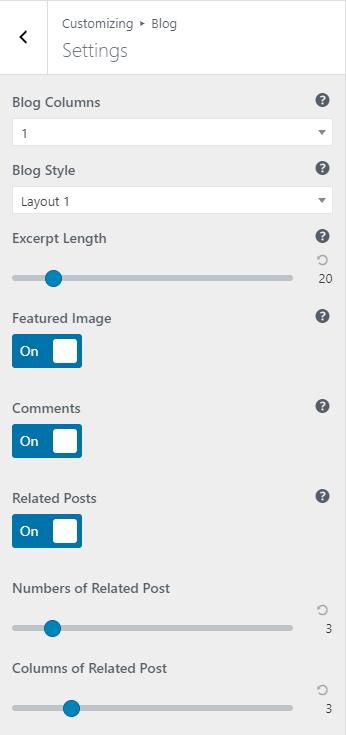 Customizing ▸ Blog
Settings
Blog Columns
1
Blog Style
Layout 1
Excerpt Length
20
Featured Image
On
Comments
On
Related Posts
On
Numbers of Related Post
3
Columns of Related Post
3